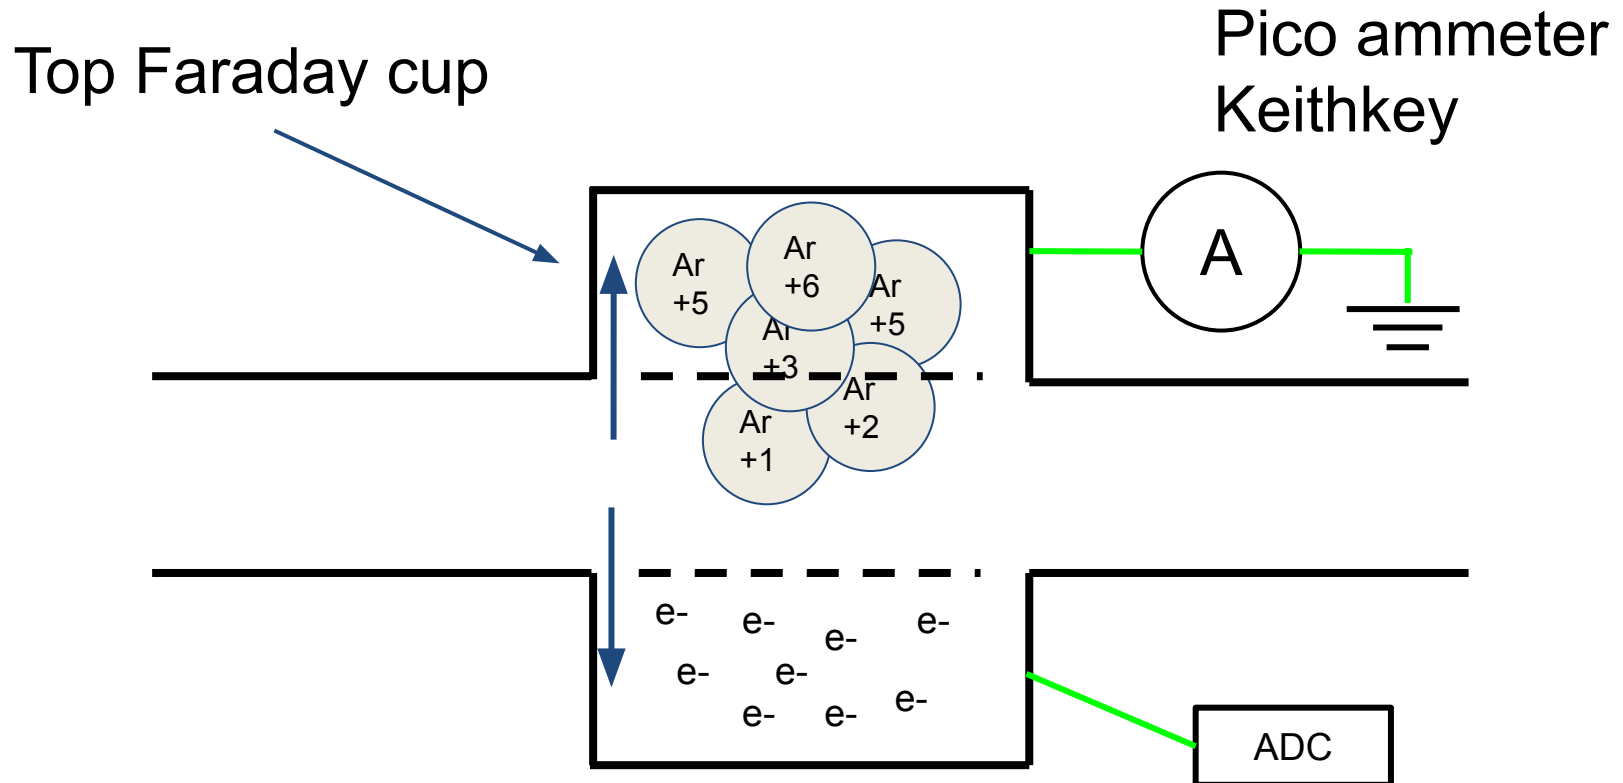 Top Faraday cup
Pico ammeter
Keithkey
A
Ar
+5
Ar
+6
Ar
+5
Ar
+3
Ar
+2
Ar
+1
e-
e-
e-
e-
e-
e-
e-
e-
e-
ADC